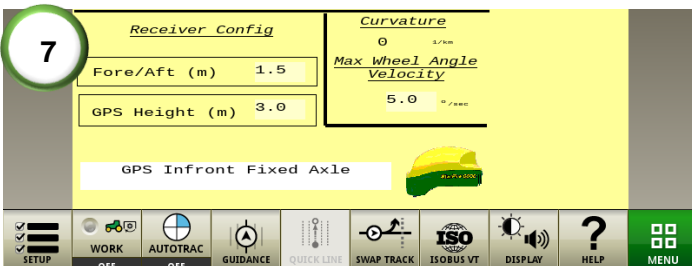 7
Receiver Config
Fore/Aft (m) 1.5
GPS Height (m) 3.0
Curvature
0 1/km
Max Wheel Angle
Velocity
5.0 °/sec
GPS Infront Fixed Axle
SETUP
WORK
OFF
AUTOTRAC
OFF
GUIDANCE
QUICK LINE
SWAP TRACK
ISO
ISOBUS VT
DISPLAY
?
HELP
MENU